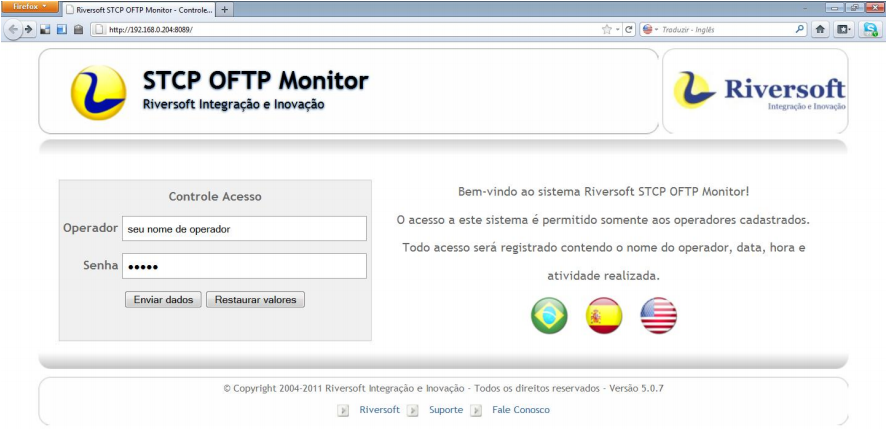 Firefox
Riversoft STCP OFTP Monitor - Controle...
http://192.168.0.204:8089/
Traduzir - Inglês
STCP OFTP Monitor
Riversoft Integração e Inovação
Riversoft
Integração e Inovação
Controle Acesso
Operador
seu nome de operador
Senha
•••••
Enviar dados
Restaurar valores
Bem-vindo ao sistema Riversoft STCP OFTP Monitor!
O acesso a este sistema é permitido somente aos operadores cadastrados.
Todo acesso será registrado contendo o nome do operador, data, hora e
atividade realizada.
© Copyright 2004-2011 Riversoft Integração e Inovação - Todos os direitos reservados - Versão 5.0.7
Riversoft Suporte Fale Conosco